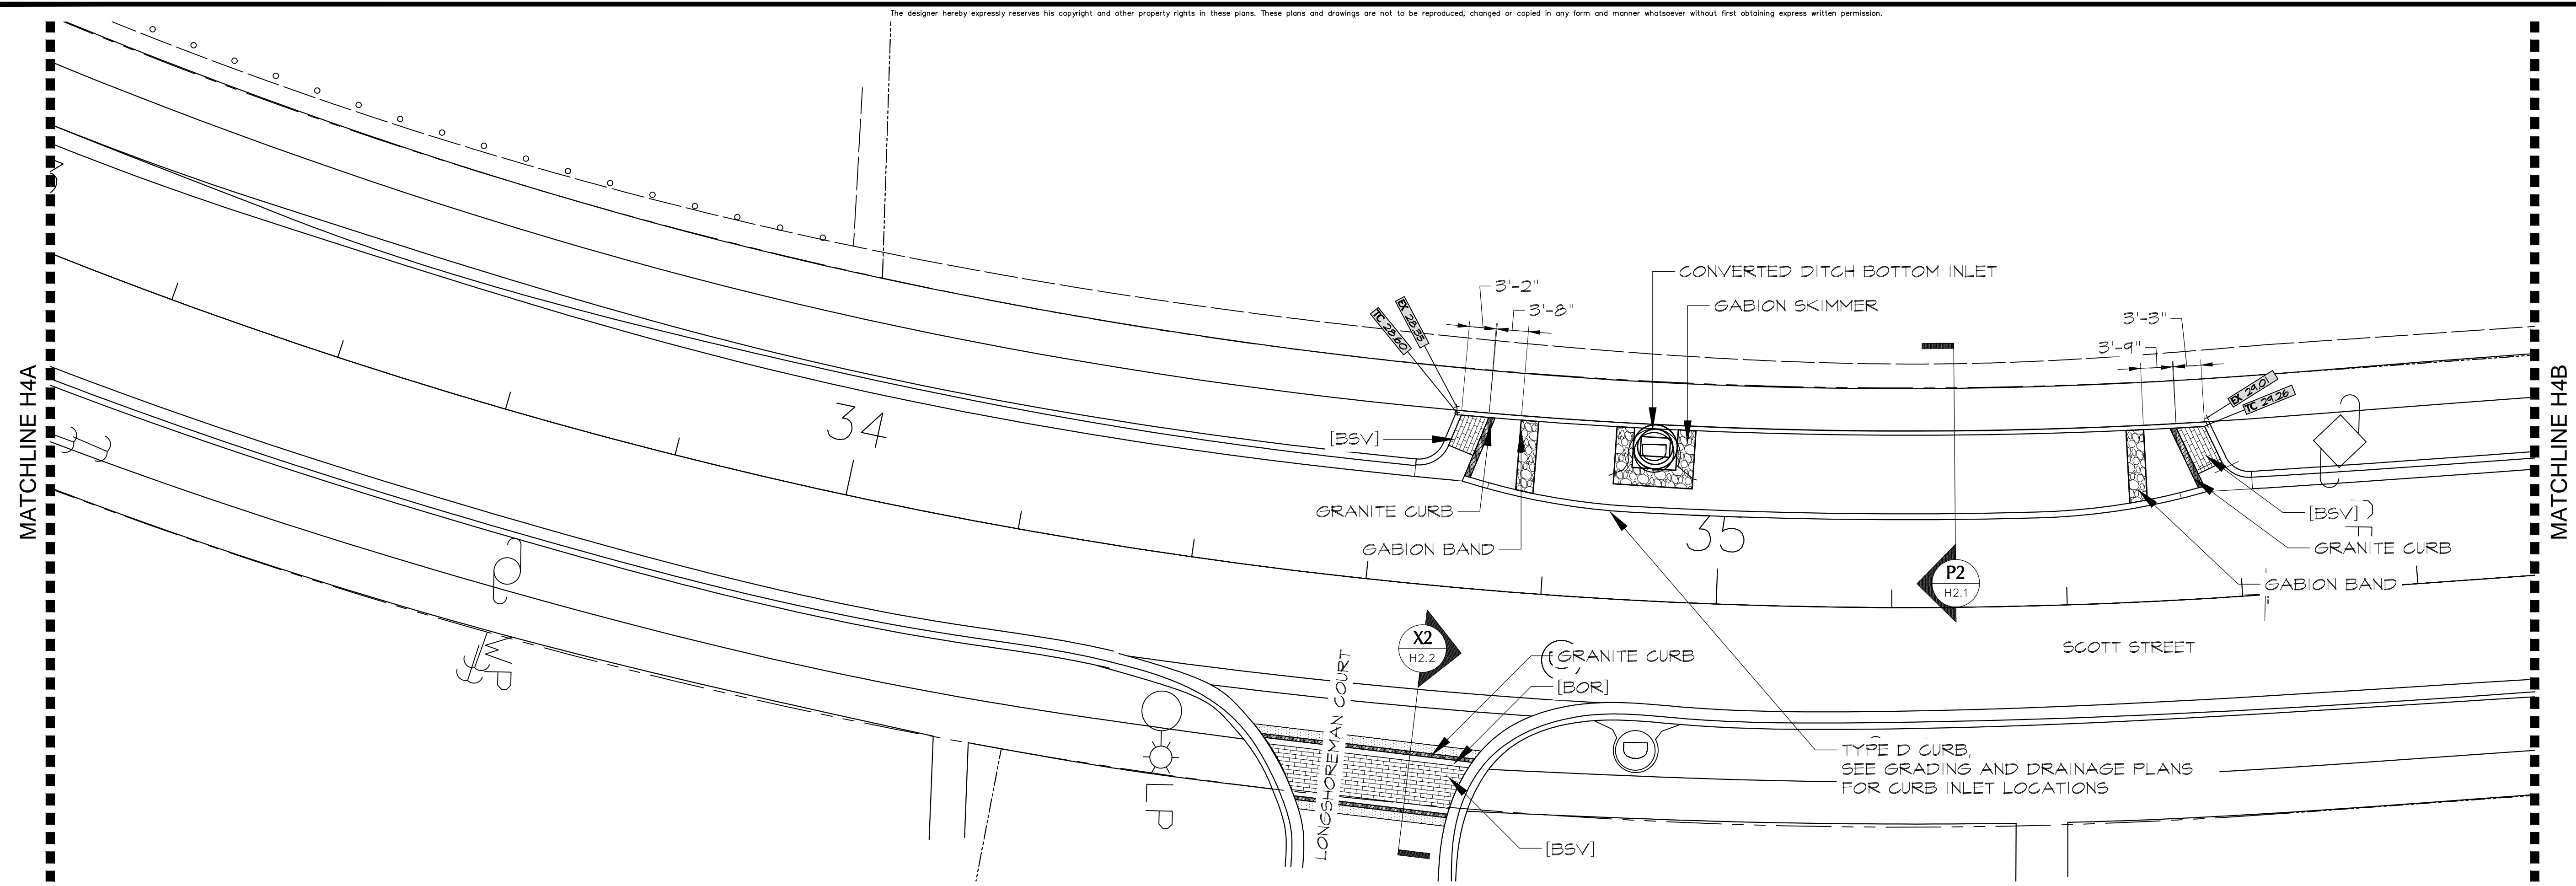 The designer hereby expressly reserves his copyright and other property rights in these plans. These plans and drawings are not to be reproduced, changed or copied in any form and manner whatsoever without first obtaining express written permission.
MATCHLINE H4A
MATCHLINE H4B
CONVERTED DITCH BOTTOM INLET
GABION SKIMMER
3'-2"
3'-8"
3'-3"
3'-9"
EX 28.35
TC 28.60
EX 29.01
TC 29.26
34
[BSV]
GRANITE CURB
GABION BAND
35
[BSV]
GRANITE CURB
GABION BAND
P2
H2.1
SCOTT STREET
X2
H2.2
GRANITE CURB
[BOR]
LONGSHOREMAN COURT
WP
LP
TYPE D CURB,
SEE GRADING AND DRAINAGE PLANS
FOR CURB INLET LOCATIONS
[BSV]